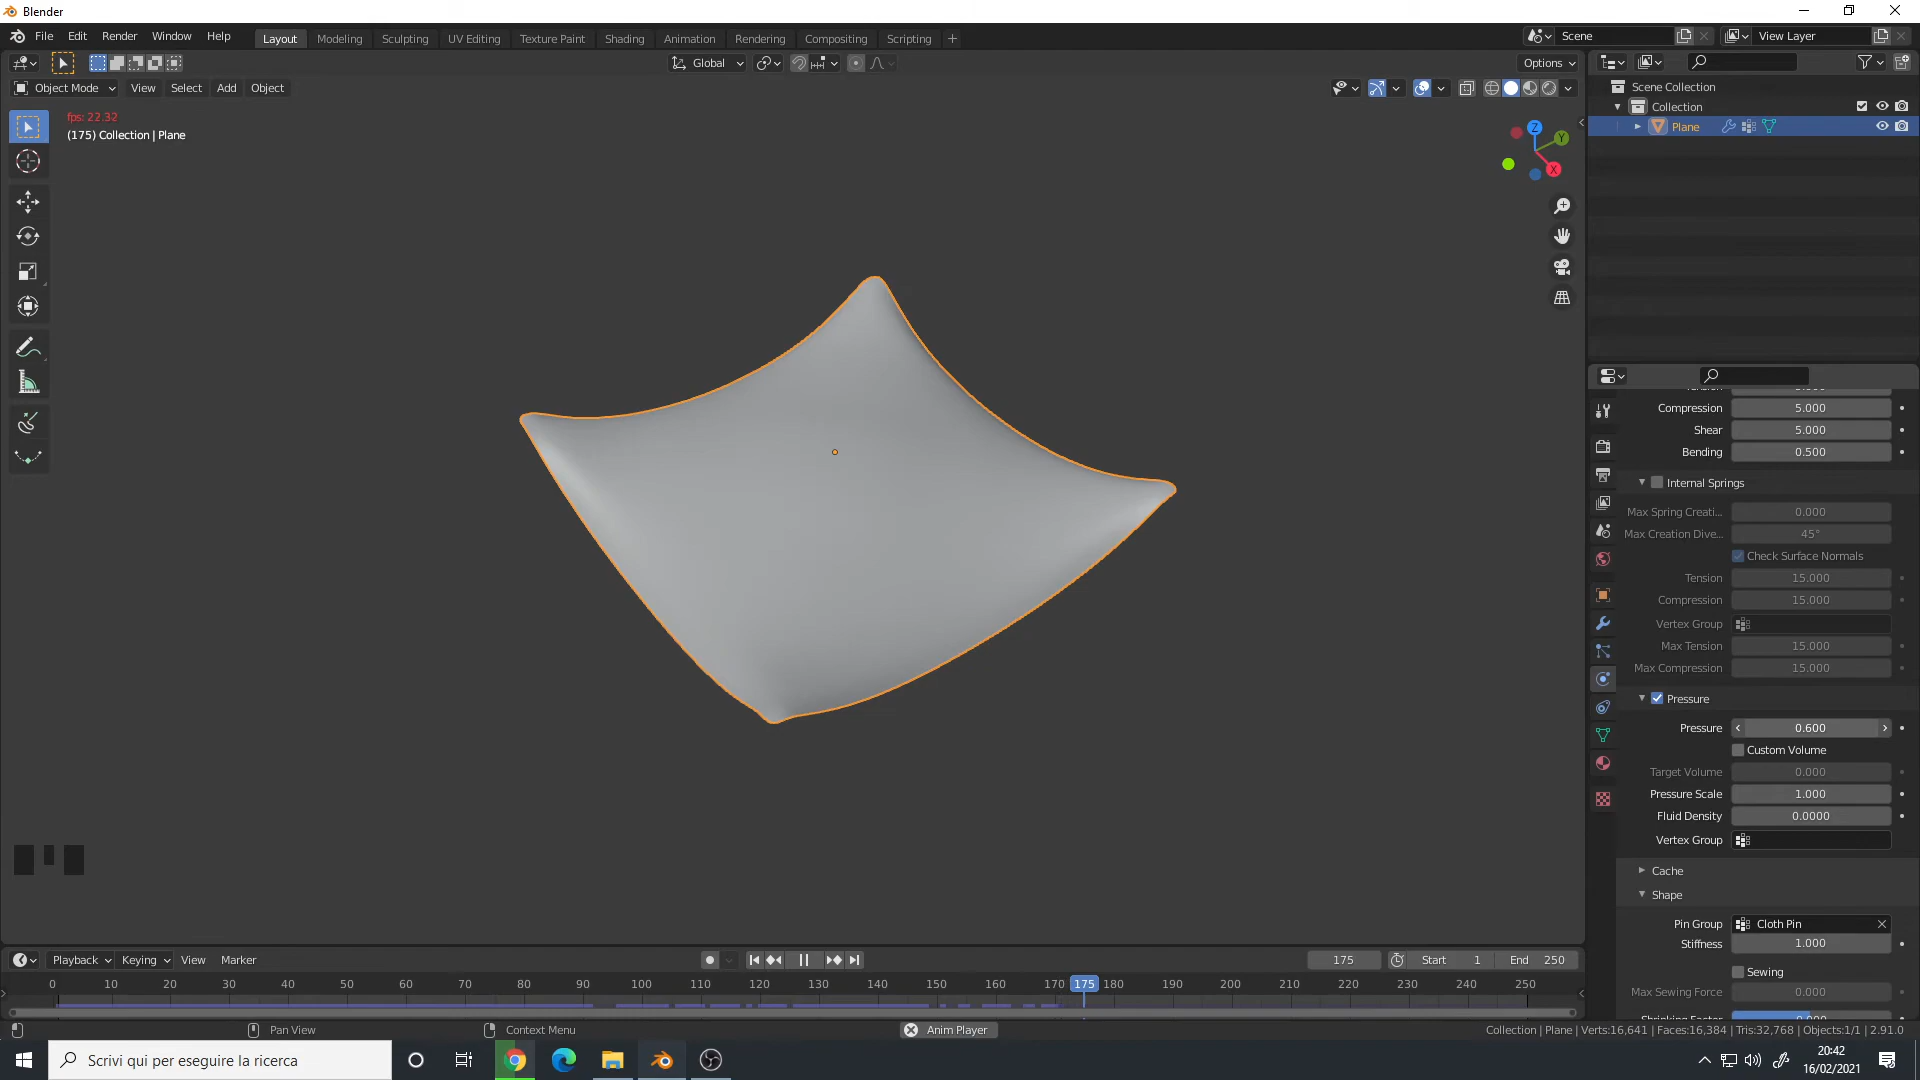 Blender
File Edit Render Window Help
Layout Modeling Sculpting UV Editing Texture Paint Shading Animation Rendering Compositing Scripting +
Scene
View Layer
Global
Options
Object Mode View Select Add Object
fps: 22.32
(175) Collection | Plane
Z
Y
X
Scene Collection
Collection
Plane
Compression 5.000
Shear 5.000
Bending 0.500
Internal Springs
Max Spring Creati... 0.000
Max Creation Dive... 45°
Check Surface Normals
Tension 15.000
Compression 15.000
Vertex Group
Max Tension 15.000
Max Compression 15.000
Pressure
Pressure 0.600
Custom Volume
Target Volume 0.000
Pressure Scale 1.000
Fluid Density 0.0000
Vertex Group
Cache
Shape
Pin Group Cloth Pin
Stiffness 1.000
Sewing
Max Sewing Force 0.000
Shrinking Factor 0.000
Playback Keying View Marker
175 Start 1 End 250
0 10 20 30 40 50 60 70 80 90 100 110 120 130 140 150 160 170 175 180 190 200 210 220 230 240 250
Pan View Context Menu Anim Player
Collection | Plane | Verts:16,641 | Faces:16,384 | Tris:32,768 | Objects:1/1 | 2.91.0
Scrivi qui per eseguire la ricerca
20:42
16/02/2021